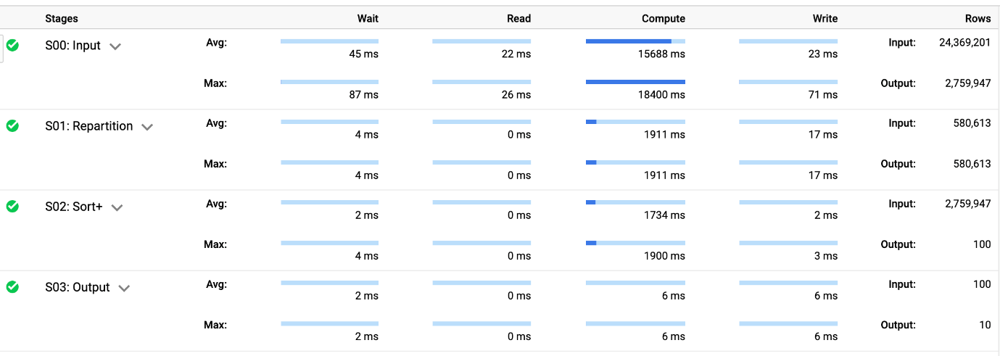 Stages Wait Read Compute Write Rows
S00: Input Avg: 45 ms 22 ms 15688 ms 23 ms Input: 24,369,201
Max: 87 ms 26 ms 18400 ms 71 ms Output: 2,759,947
S01: Repartition Avg: 4 ms 0 ms 1911 ms 17 ms Input: 580,613
Max: 4 ms 0 ms 1911 ms 17 ms Output: 580,613
S02: Sort+ Avg: 2 ms 0 ms 1734 ms 2 ms Input: 2,759,947
Max: 4 ms 0 ms 1900 ms 3 ms Output: 100
S03: Output Avg: 2 ms 0 ms 6 ms 6 ms Input: 100
Max: 2 ms 0 ms 6 ms 6 ms Output: 10